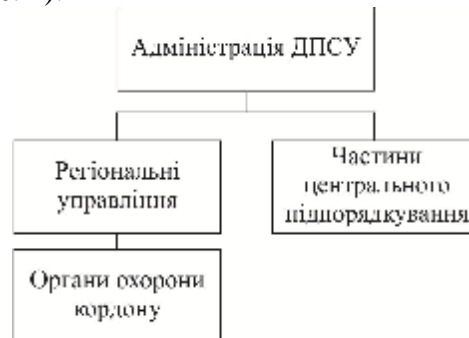 Адміністрація ДПСУ
Регіональні
управління
Частини
центрального
підпорядкування
Органи охорони
кордону